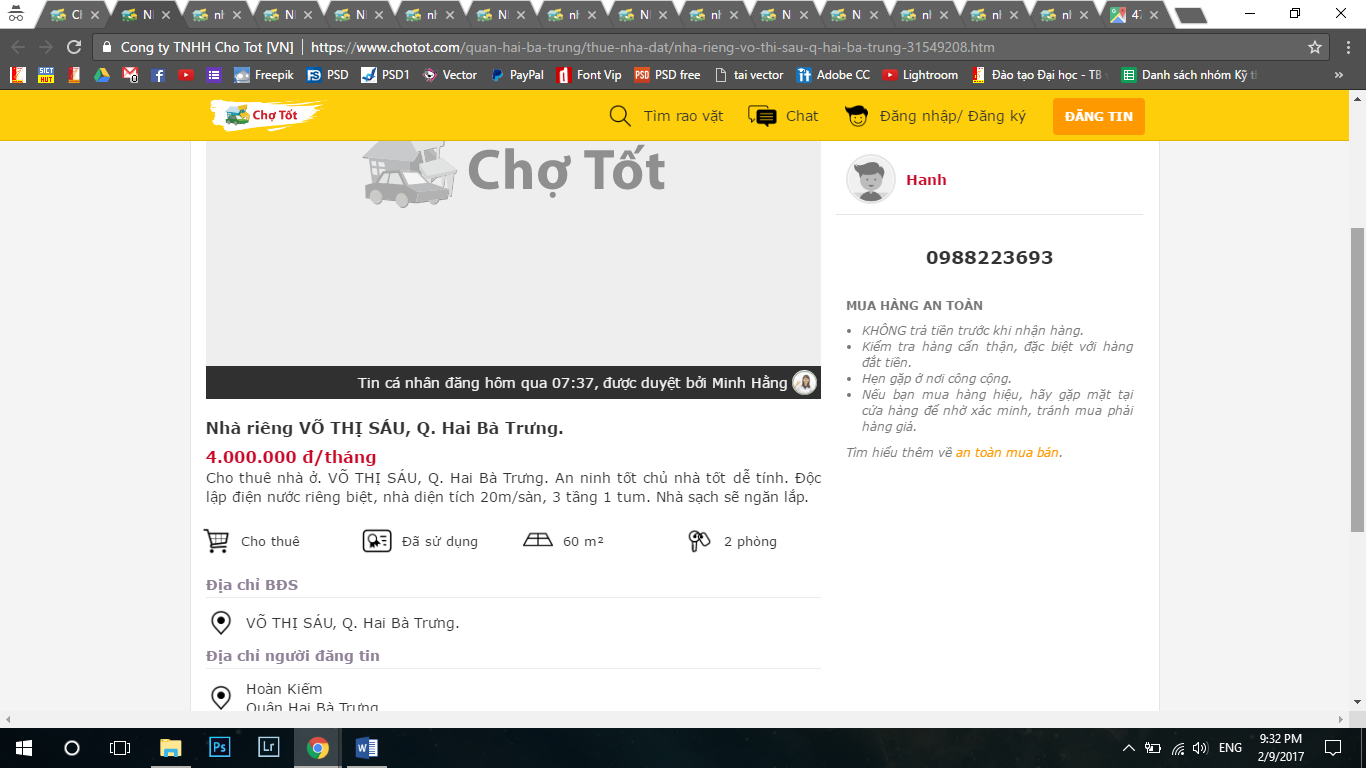 Cl
NI
nh
NI
NI
nh
NI
nh
NI
nh
N
N
nh
nh
nh
47
Công ty TNHH Cho Tot [VN] | https://www.chotot.com/quan-hai-ba-trung/thue-nha-dat/nha-rieng-vo-thi-sau-q-hai-ba-trung-31549208.htm
SICT HUT
Freepik
PSD
PSD1
Vector
PayPal
Font Vip
PSD free
tai vector
Adobe CC
Lightroom
Đào tạo Đại học - TB
Danh sách nhóm Kỹ
»
Chợ Tốt
Tìm rao vặt
Chat
Đăng nhập/ Đăng ký
ĐĂNG TIN
Chợ Tốt
Tin cá nhân đăng hôm qua 07:37, được duyệt bởi Minh Hằng
Nhà riêng VÕ THỊ SÁU, Q. Hai Bà Trưng.
4.000.000 đ/tháng
Cho thuê nhà ở. VÕ THỊ SÁU, Q. Hai Bà Trưng. An ninh tốt chủ nhà tốt dễ tính. Độc
lập điện nước riêng biệt, nhà diện tích 20m/sàn, 3 tầng 1 tum. Nhà sạch sẽ ngăn lắp.
Cho thuê
Đã sử dụng
60 m²
2 phòng
Địa chỉ BĐS
VÕ THỊ SÁU, Q. Hai Bà Trưng.
Địa chỉ người đăng tin
Hoàn Kiếm
Quận Hai Bà Trưng
Hanh
0988223693
MUA HÀNG AN TOÀN
• KHÔNG trả tiền trước khi nhận hàng.
• Kiểm tra hàng cẩn thận, đặc biệt với hàng
đắt tiền.
• Hẹn gặp ở nơi công cộng.
• Nếu bạn mua hàng hiệu, hãy gặp mặt tại
cửa hàng để nhờ xác minh, tránh mua phải
hàng giả.
Tìm hiểu thêm về an toàn mua bán.
Ps
Lr
ENG
9:32 PM
2/9/2017